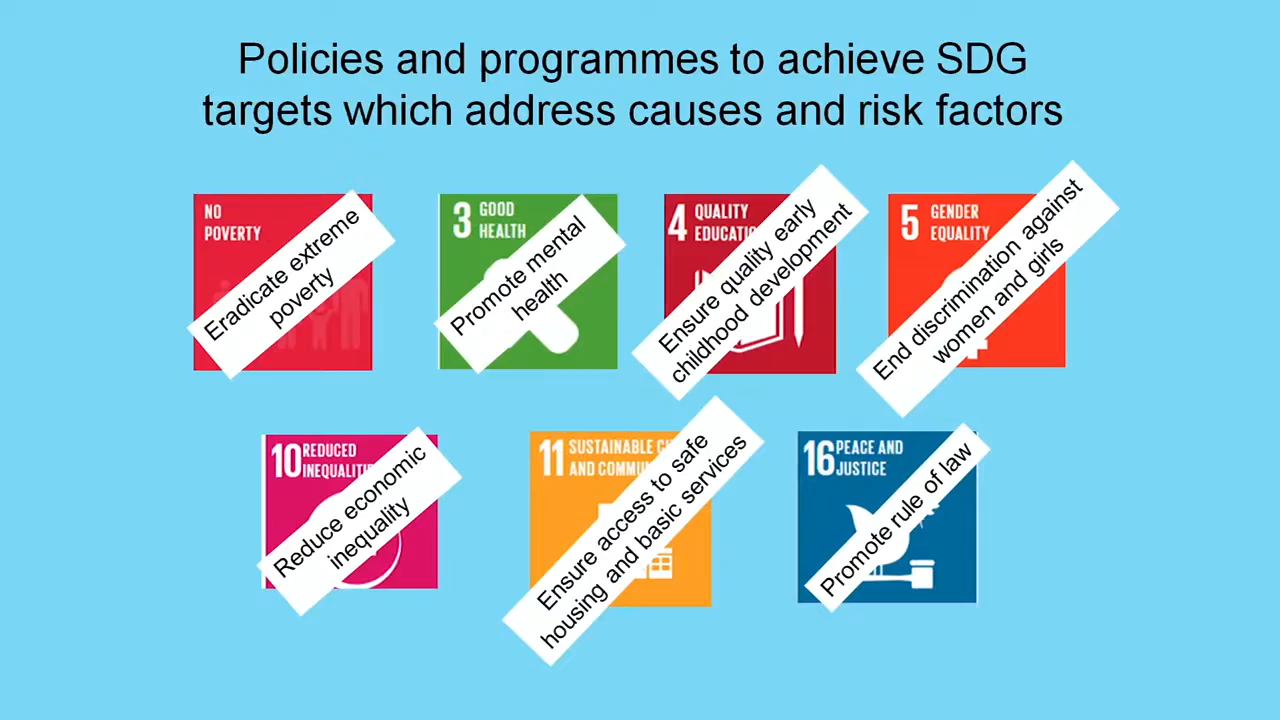 Policies and programmes to achieve SDG
targets which address causes and risk factors
NO
POVERTY
Eradicate extreme
poverty
3 GOOD
HEALTH
Promote mental
health
4 QUALITY
Ensure quality early
childhood development
5 GENDER
EQUALITY
End discrimination against
women and girls
10 REDUCED
Reduce economic
inequality
11 SUSTAINABLE
AND
Ensure access to safe
housing and basic services
16 PEACE AND
JUSTICE
Promote rule of law